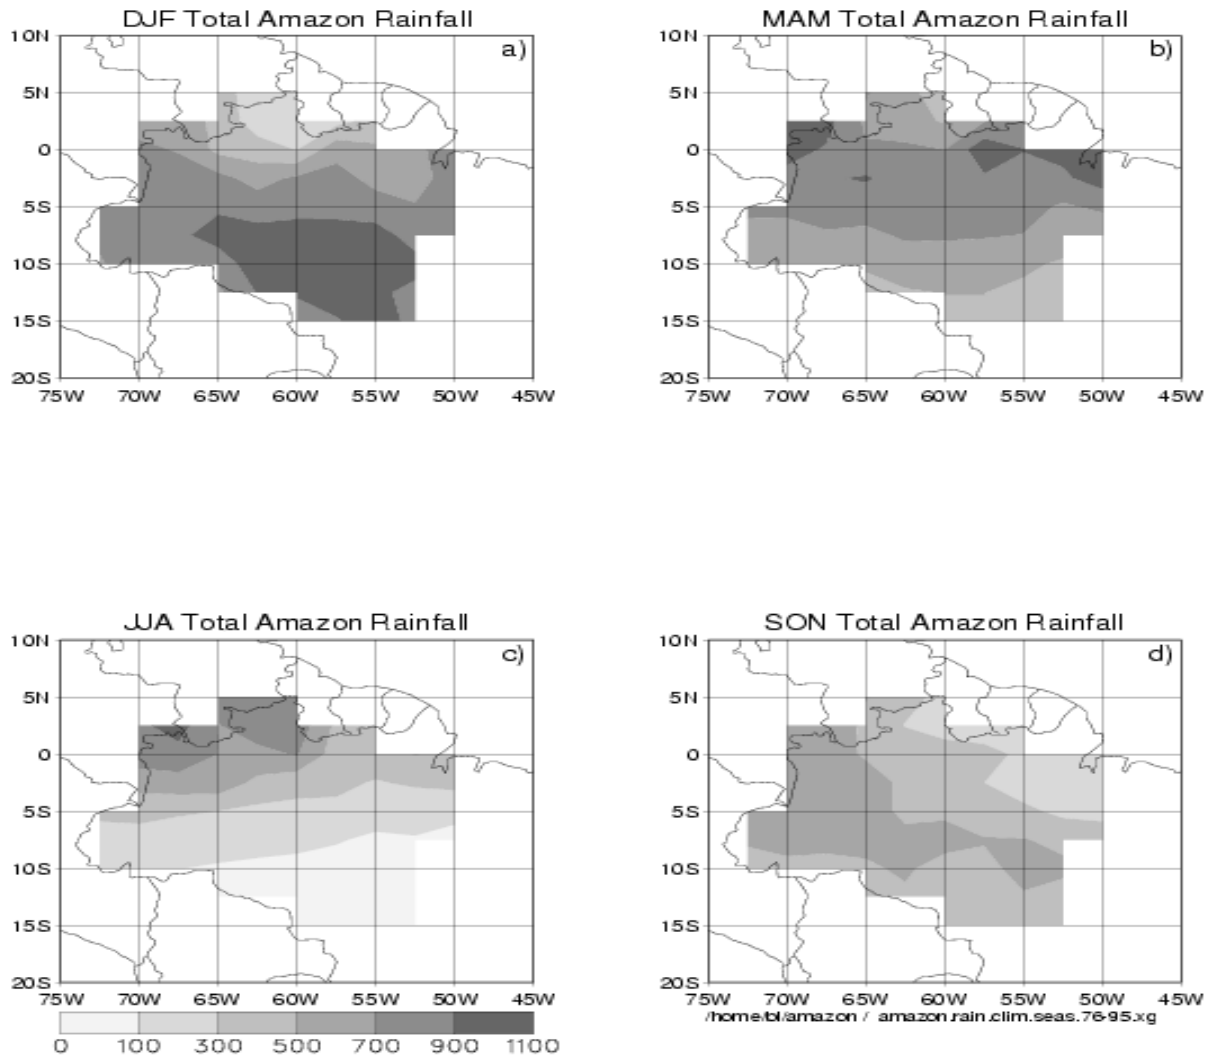 DJF Total Amazon Rainfall
a)
10N
5N
0
5S
10S
15S
20S
75W 70W 65W 60W 55W 50W 45W
MAM Total Amazon Rainfall
b)
10N
5N
0
5S
10S
15S
20S
75W 70W 65W 60W 55W 50W 45W
JJA Total Amazon Rainfall
c)
10N
5N
0
5S
10S
15S
20S
75W 70W 65W 60W 55W 50W 45W
0 100 300 500 700 900 1100
SON Total Amazon Rainfall
d)
10N
5N
0
5S
10S
15S
20S
75W 70W 65W 60W 55W 50W 45W
/home/bl/amazon / amazon.rain.clim.seas.76-95.xg